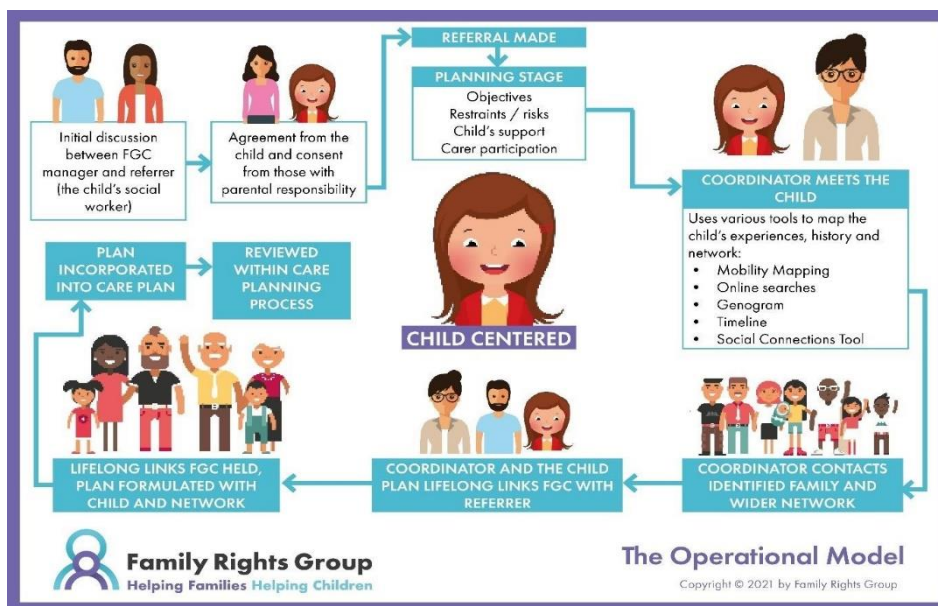 Initial discussion
between FGC
manager and referrer
(the child's social
worker)
Agreement from the
child and consent
from those with
parental responsibility
REFERRAL MADE
PLANNING STAGE
Objectives
Restraints / risks
Child's support
Carer participation
COORDINATOR MEETS THE
CHILD
Uses various tools to map the
child's experiences, history and
network:
• Mobility Mapping
• Online searches
• Genogram
• Timeline
• Social Connections Tool
CHILD CENTERED
COORDINATOR CONTACTS
IDENTIFIED FAMILY AND
WIDER NETWORK
COORDINATOR AND THE CHILD
PLAN LIFELONG LINKS FGC WITH
REFERRER
LIFELONG LINKS FGC HELD,
PLAN FORMULATED WITH
CHILD AND NETWORK
PLAN
INCORPORATED
INTO CARE PLAN
REVIEWED
WITHIN CARE
PLANNING
PROCESS
Family Rights Group
Helping Families Helping Children
The Operational Model
Copyright © 2021 by Family Rights Group